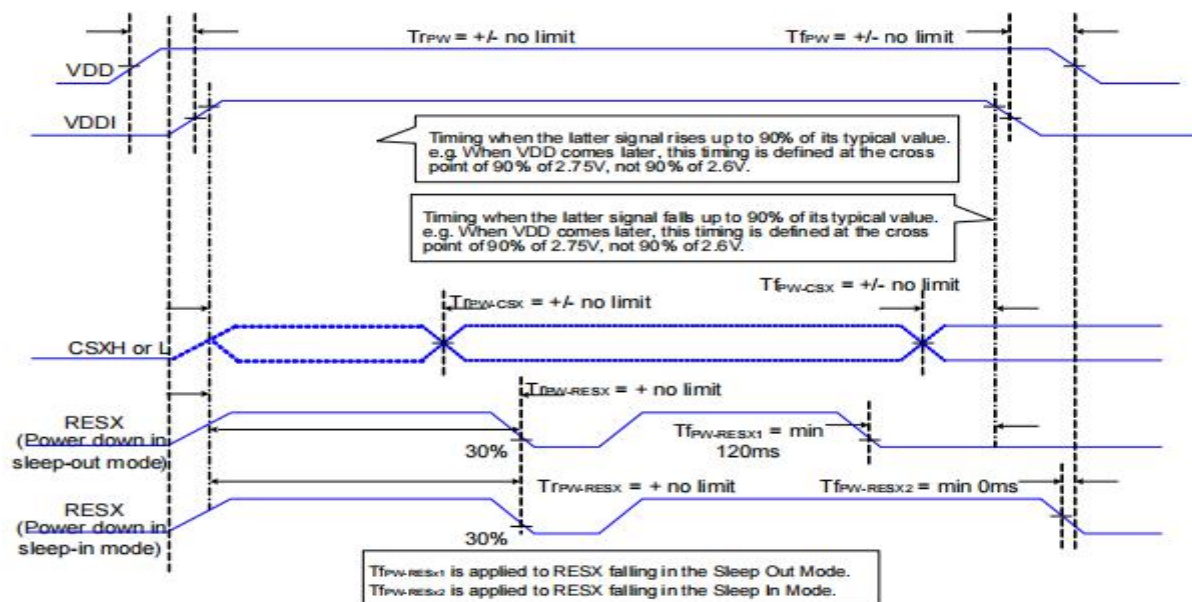 TrPW = +/- no limit
TfPW = +/- no limit
VDD
VDDI
Timing when the latter signal rises up to 90% of its typical value.
e.g. When VDD comes later, this timing is defined at the cross
point of 90% of 2.75V, not 90% of 2.6V.
Timing when the latter signal falls up to 90% of its typical value.
e.g. When VDD comes later, this timing is defined at the cross
point of 90% of 2.75V, not 90% of 2.6V.
TfPW-CSX = +/- no limit
TrPW-CSX = +/- no limit
CSXH or L
TrPW-RESX = + no limit
RESX
(Power down in
sleep-out mode)
30%
TfPW-RESX1 = min
120ms
TrPW-RESX = + no limit
TfPW-RESX2 = min 0ms
RESX
(Power down in
sleep-in mode)
30%
TfPW-RESx1 is applied to RESX falling in the Sleep Out Mode.
TfPW-RESx2 is applied to RESX falling in the Sleep In Mode.